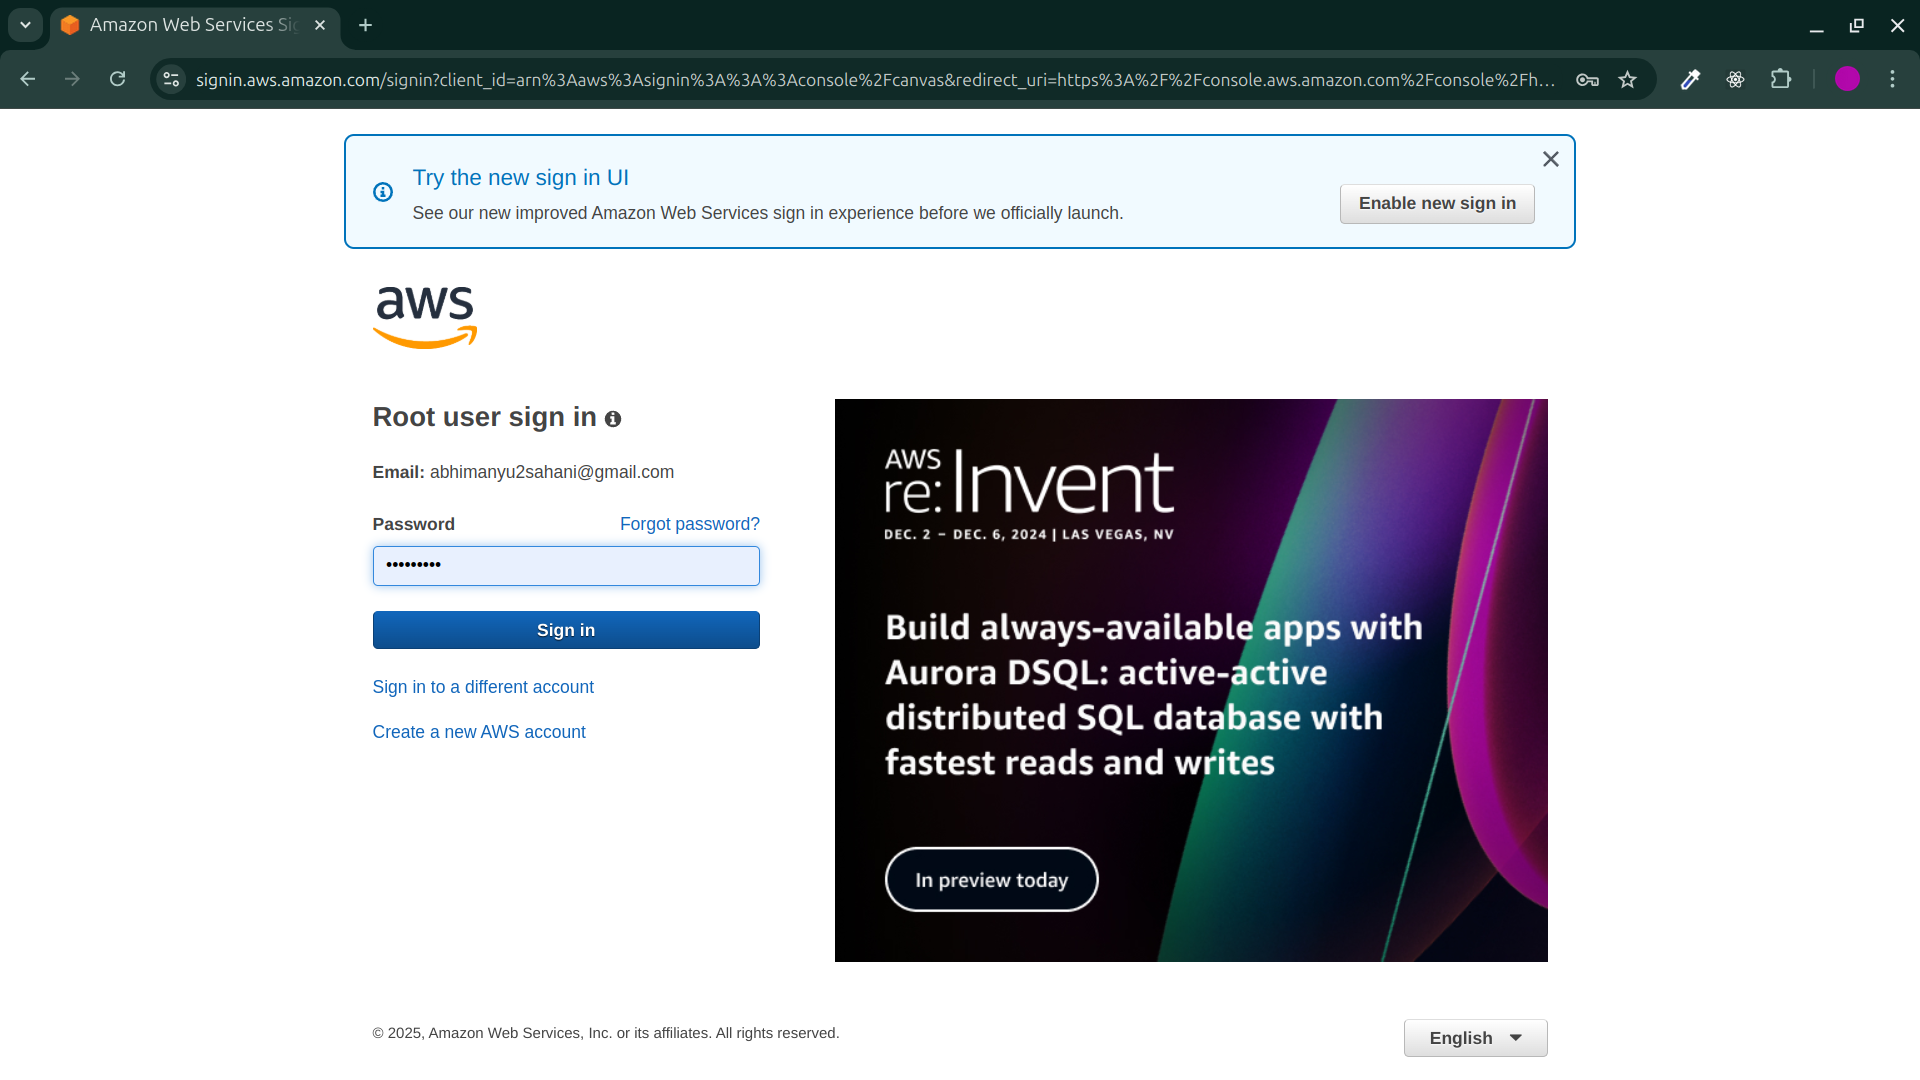 Amazon Web Services Sig
signin.aws.amazon.com/signin?client_id=arn%3Aaws%3Asignin%3A%3A%3Aconsole%2Fcanvas&redirect_uri=https%3A%2F%2Fconsole.aws.amazon.com%2Fconsole%2Fh...
Try the new sign in UI
See our new improved Amazon Web Services sign in experience before we officially launch.
Enable new sign in
aws
Root user sign in
Email: abhimanyu2sahani@gmail.com
Password
Forgot password?
•••••••••
Sign in
Sign in to a different account
Create a new AWS account
AWS
re:Invent
DEC. 2 – DEC. 6, 2024 | LAS VEGAS, NV
Build always-available apps with
Aurora DSQL: active-active
distributed SQL database with
fastest reads and writes
In preview today
© 2025, Amazon Web Services, Inc. or its affiliates. All rights reserved.
English